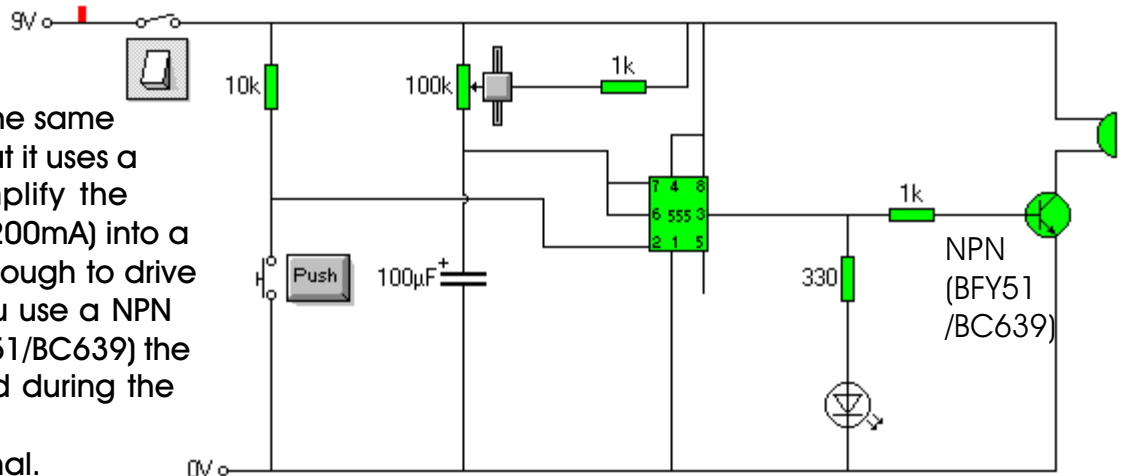 9V
10k
100k
1k
he same
t it uses a
plify the
200mA) into a
ough to drive
u use a NPN
51/BC639) the
d during the
nal.
Push
100μF
+
7 4 8
6 555 3
2 1 5
330
1k
NPN
(BFY51
/BC639)
0V